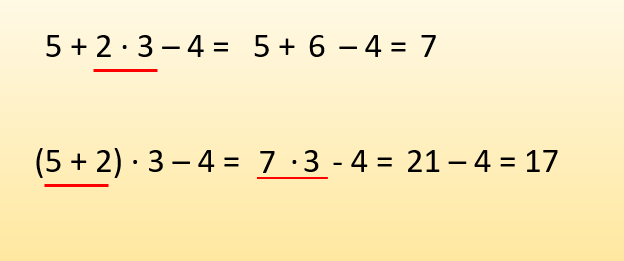 5 + 2 · 3 – 4 = 5 + 6 – 4 = 7
(5 + 2) · 3 – 4 = 7 · 3 - 4 = 21 – 4 = 17